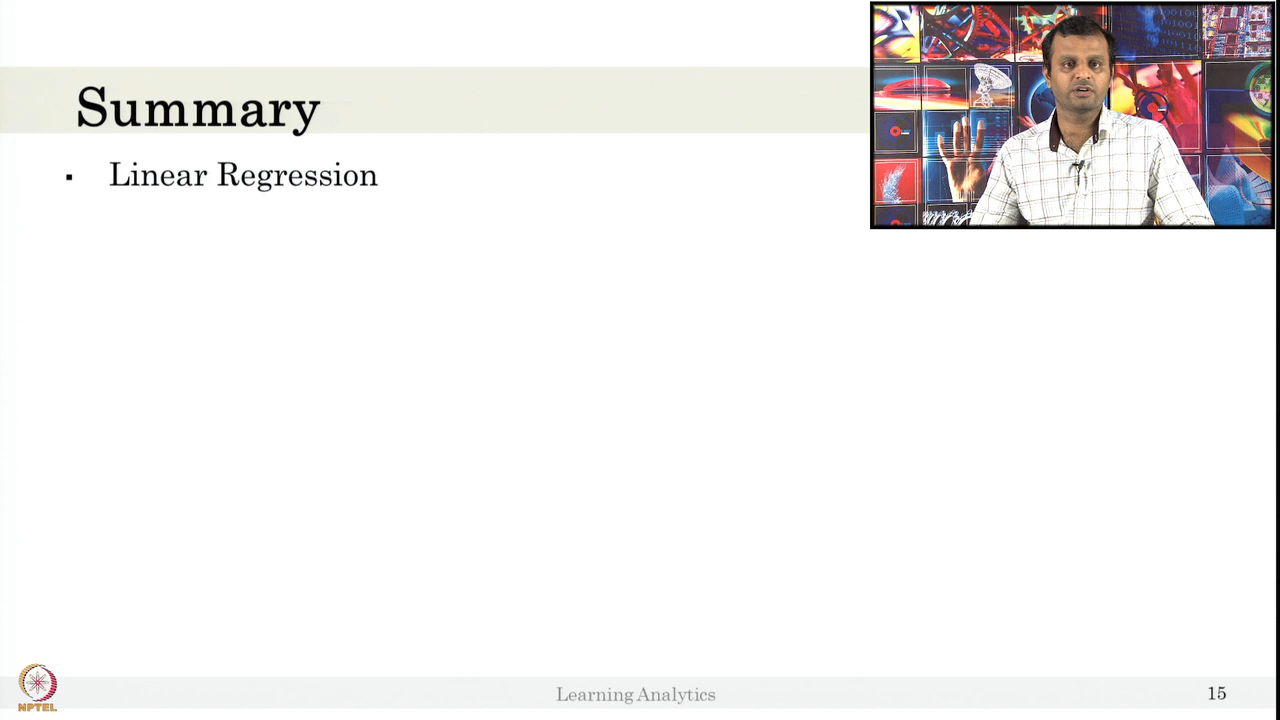 Summary
▪ Linear Regression
NPTEL
Learning Analytics
15